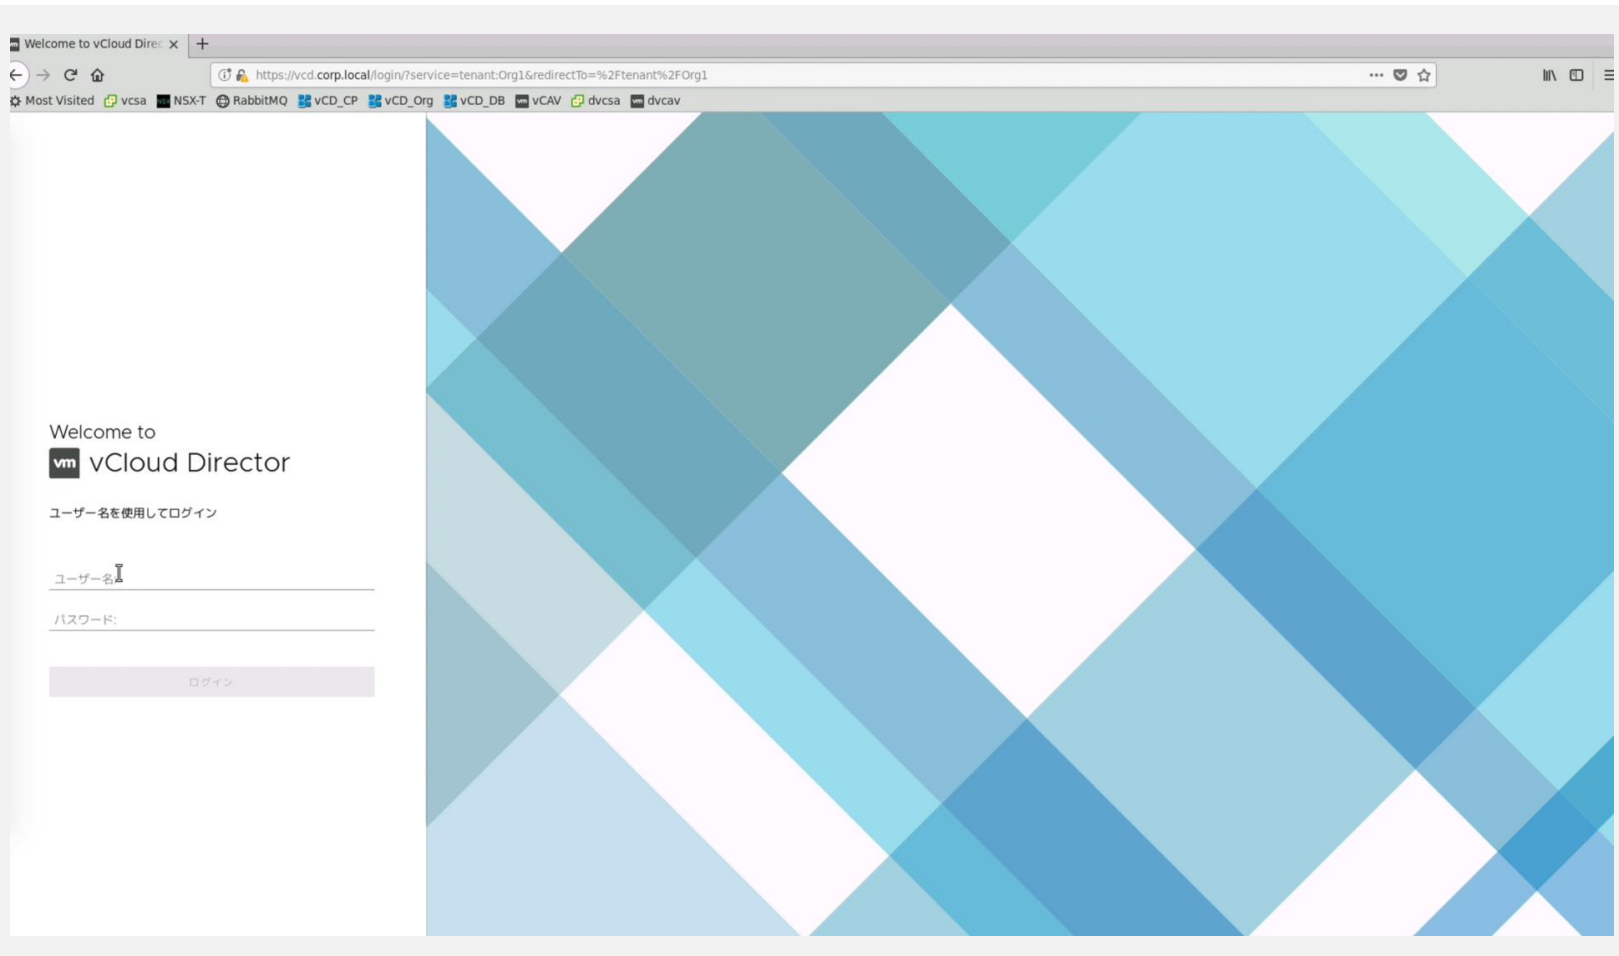 Welcome to vCloud Direc
https://vcd.corp.local/login/?service=tenant:Org1&redirectTo=%2Ftenant%2FOrg1
Most Visited vcsa NSX-T RabbitMQ vCD_CP vCD_Org vCD_DB vCAV dvcsa dvcav
Welcome to
vm vCloud Director
ユーザー名を使用してログイン
ユーザー名
パスワード:
ログイン